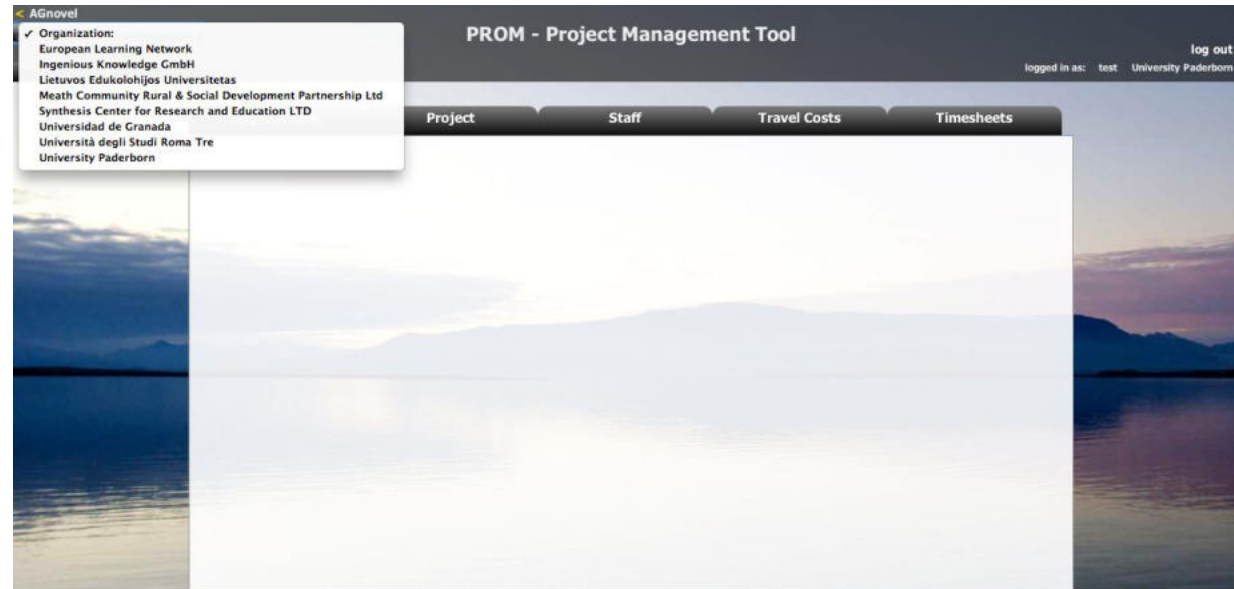 < AGnovel
✓ Organization:
European Learning Network
Ingenious Knowledge GmbH
Lietuvos Edukolohijos Universitetas
Meath Community Rural & Social Development Partnership Ltd
Synthesis Center for Research and Education LTD
Universidad de Granada
Università degli Studi Roma Tre
University Paderborn
PROM - Project Management Tool
log out
logged in as: test University Paderborn
Project Staff Travel Costs Timesheets